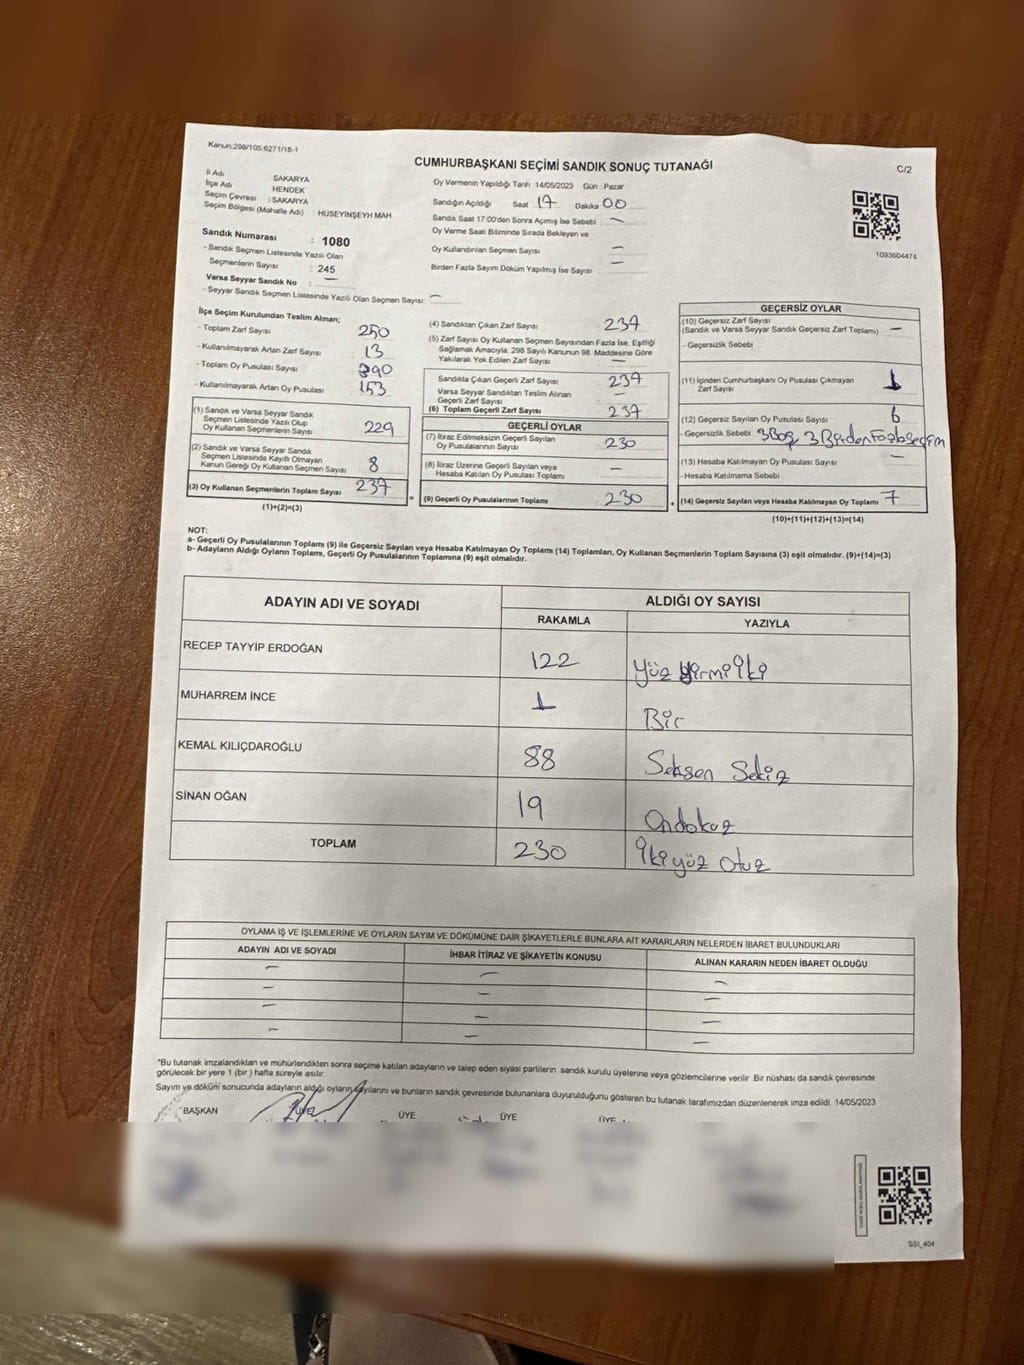 Kanun:298/105.6271/18-1
CUMHURBAŞKANI SEÇİMİ SANDIK SONUÇ TUTANAĞI
C/2
İl Adı SAKARYA
İlçe Adı HENDEK
Seçim Çevresi : SAKARYA
Seçim Bölgesi (Mahalle Adı) HÜSEYİNŞEYH MAH
Oy Vermenin Yapıldığı Tarih 14/05/2023 Gün : Pazar
Sandığın Açıldığı Saat 17 Dakika 00
Sandık Saat 17:00'den Sonra Açılmış İse Sebebi : —
Oy Verme Saati Bitiminde Sırada Bekleyen ve
Oy Kullandırılan Seçmen Sayısı —
Birden Fazla Sayım Döküm Yapılmış İse Sayısı —
1093604474
Sandık Numarası : 1080
- Sandık Seçmen Listesinde Yazılı Olan
Seçmenlerin Sayısı : 245
Varsa Seyyar Sandık No : —
- Seyyar Sandık Seçmen Listesinde Yazılı Olan Seçmen Sayısı: —
İlçe Seçim Kurulundan Teslim Alınan;
- Toplam Zarf Sayısı 250
- Kullanılmayarak Artan Zarf Sayısı 13
- Toplam Oy Pusulası 390
- Kullanılmayarak Artan Oy Pusulası 153
(1) Sandık ve Varsa Seyyar Sandık
Seçmen Listesinde Yazılı Olup
Oy Kullanan Seçmenlerin Sayısı 229
(2) Sandık ve Varsa Seyyar Sandık
Seçmen Listesinde Kayıtlı Olmayan
Kanun Gereği Oy Kullanan Seçmen Sayısı 8
(3) Oy Kullanan Seçmenlerin Toplam Sayısı 237
(1)+(2)=(3)
(4) Sandıktan Çıkan Zarf Sayısı 237
(5) Zarf Sayısı Oy Kullanan Seçmen Sayısından Fazla İse, Eşitliği
Sağlamak Amacıyla, 298 Sayılı Kanunun 98. Maddesine Göre
Yakılarak Yok Edilen Zarf Sayısı —
Sandıkta Çıkan Geçerli Zarf Sayısı 237
Varsa Seyyar Sandıktan Teslim Alınan
Geçerli Zarf Sayısı —
(6) Toplam Geçerli Zarf Sayısı 237
GEÇERLİ OYLAR
(7) İtiraz Edilmeksizin Geçerli Sayılan
Oy Pusulalarının Sayısı 230
(8) İtiraz Üzerine Geçerli Sayılan veya
Hesaba Katılan Oy Pusulası Toplamı —
(9) Geçerli Oy Pusulalarının Toplamı 230
GEÇERSİZ OYLAR
(10) Geçersiz Zarf Sayısı
(Sandık ve Varsa Seyyar Sandık Geçersiz Zarf Toplamı) —
- Geçersizlik Sebebi
(11) İçinden Cumhurbaşkanı Oy Pusulası Çıkmayan
Zarf Sayısı 1
(12) Geçersiz Sayılan Oy Pusulası Sayısı 6
- Geçersizlik Sebebi 3 Boş, 3 Birden Fazla Seçim
(13) Hesaba Katılmayan Oy Pusulası Sayısı —
- Hesaba Katılmama Sebebi
(14) Geçersiz Sayılan veya Hesaba Katılmayan Oy Toplamı 7
(10)+(11)+(12)+(13)=(14)
NOT:
a- Geçerli Oy Pusulalarının Toplamı (9) ile Geçersiz Sayılan veya Hesaba Katılmayan Oy Toplamı (14) Toplamları, Oy Kullanan Seçmenlerin Toplam Sayısına (3) eşit olmalıdır. (9)+(14)=(3)
b- Adayların Aldığı Oyların Toplamı, Geçerli Oy Pusulalarının Toplamına (9) eşit olmalıdır.
ADAYIN ADI VE SOYADI ALDIĞI OY SAYISI
RAKAMLA YAZIYLA
RECEP TAYYİP ERDOĞAN 122 Yüz Yirmi İki
MUHARREM İNCE 1 Bir
KEMAL KILIÇDAROĞLU 88 Seksen Sekiz
SİNAN OĞAN 19 Ondokuz
TOPLAM 230 İkiyüz Otuz
OYLAMA İŞ VE İŞLEMLERİNE VE OYLARIN SAYIM VE DÖKÜMÜNE DAİR ŞİKAYETLERLE BUNLARA AİT KARARLARIN NELERDEN İBARET BULUNDUKLARI
ADAYIN ADI VE SOYADI İHBAR İTİRAZ VE ŞİKAYETİN KONUSU ALINAN KARARIN NEDEN İBARET OLDUĞU
— — —
— — —
— — —
— — —
*Bu tutanak imzalandıktan ve mühürlendikten sonra seçime katılan adayların ve talep eden siyasi partilerin sandık kurulu üyelerine veya gözlemcilerine verilir. Bir nüshası da sandık çevresinde
görülecek bir yere 1 (bir) hafta süreyle asılır
Sayım ve döküm sonucunda adayların aldığı oyların sayılarını ve bunların sandık çevresinde bulunanlara duyurulduğunu gösteren bu tutanak tarafımızdan düzenlenerek imza edildi. 14/05/2023
BAŞKAN ÜYE ÜYE ÜYE
SSI_404